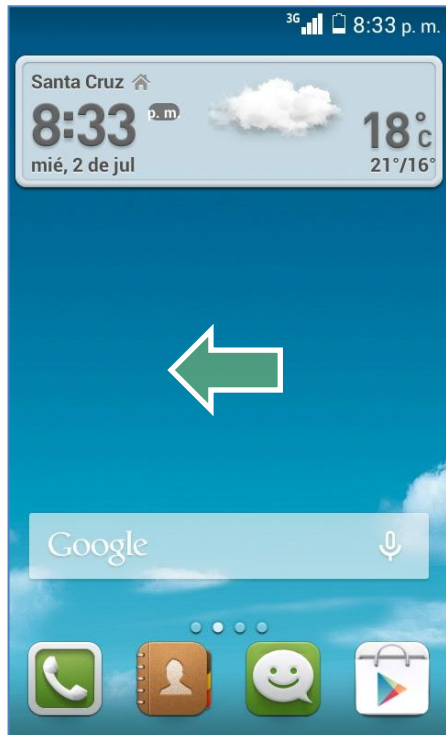 3G 8:33 p. m.
Santa Cruz
8:33 p. m.
18°c
mié, 2 de jul
21°/16°
Google